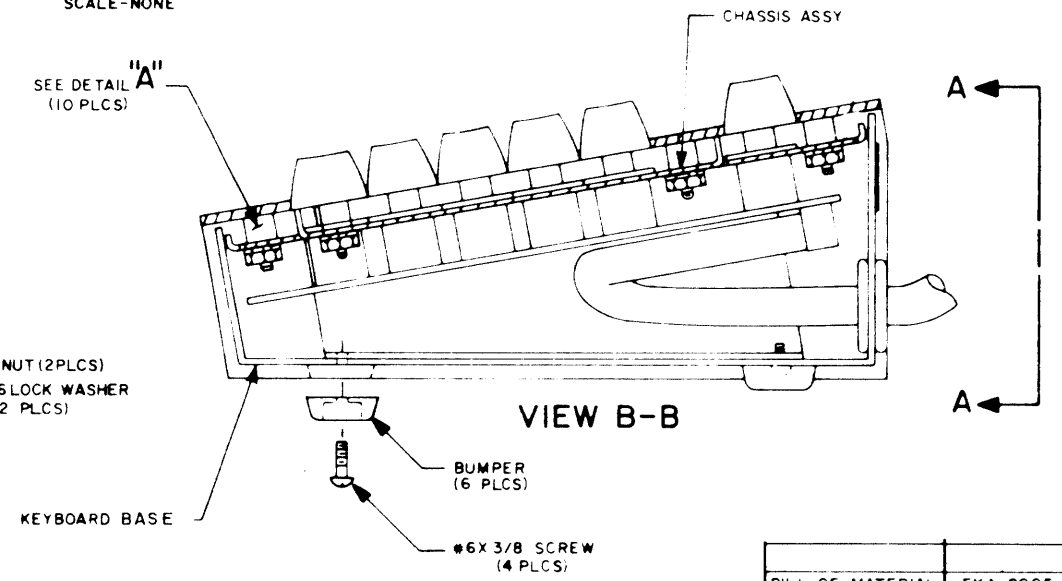 SCALE-NONE
CHASSIS ASSY
SEE DETAIL "A"
(10 PLCS)
A
NUT (2PLCS)
LOCK WASHER
2 PLCS)
A
VIEW B-B
BUMPER
(6 PLCS)
KEYBOARD BASE
#6X 3/8 SCREW
(4 PLCS)
BILL OF MATERIAL